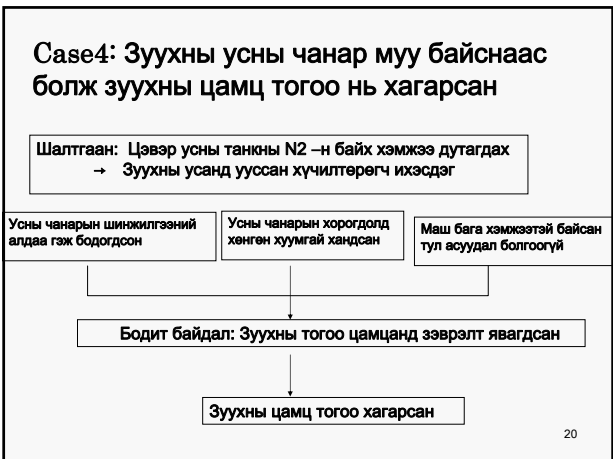 Case4: Зуухны усны чанар муу байснаас
болж зуухны цамц тогоо нь хагарсан
Шалтгаан: Цэвэр усны танкны N2 –н байх хэмжээ дутагдах
→ Зуухны усанд ууссан хүчилтөрөгч ихэсдэг
Усны чанарын шинжилгээний
алдаа гэж бодогдсон
Усны чанарын хорогдолд
хөнгөн хуумгай хандсан
Маш бага хэмжээтэй байсан
тул асуудал болгоогүй
Бодит байдал: Зуухны тогоо цамцанд зэврэлт явагдсан
Зуухны цамц тогоо хагарсан
20